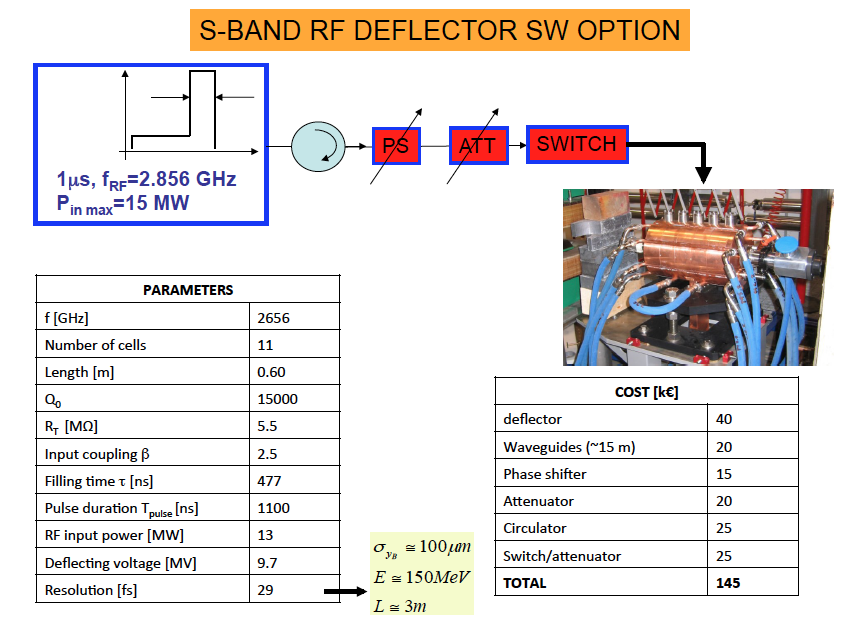 S-BAND RF DEFLECTOR SW OPTION
1μs, fRF=2.856 GHz
Pin max=15 MW
PS
ATT
SWITCH
PARAMETERS
f [GHz] 2656
Number of cells 11
Length [m] 0.60
Q0 15000
RT [MΩ] 5.5
Input coupling β 2.5
Filling time τ [ns] 477
Pulse duration Tpulse [ns] 1100
RF input power [MW] 13
Deflecting voltage [MV] 9.7
Resolution [fs] 29
σyB ≅ 100μm
E ≅ 150MeV
L ≅ 3m
COST [k€]
deflector 40
Waveguides (~15 m) 20
Phase shifter 15
Attenuator 20
Circulator 25
Switch/attenuator 25
TOTAL 145